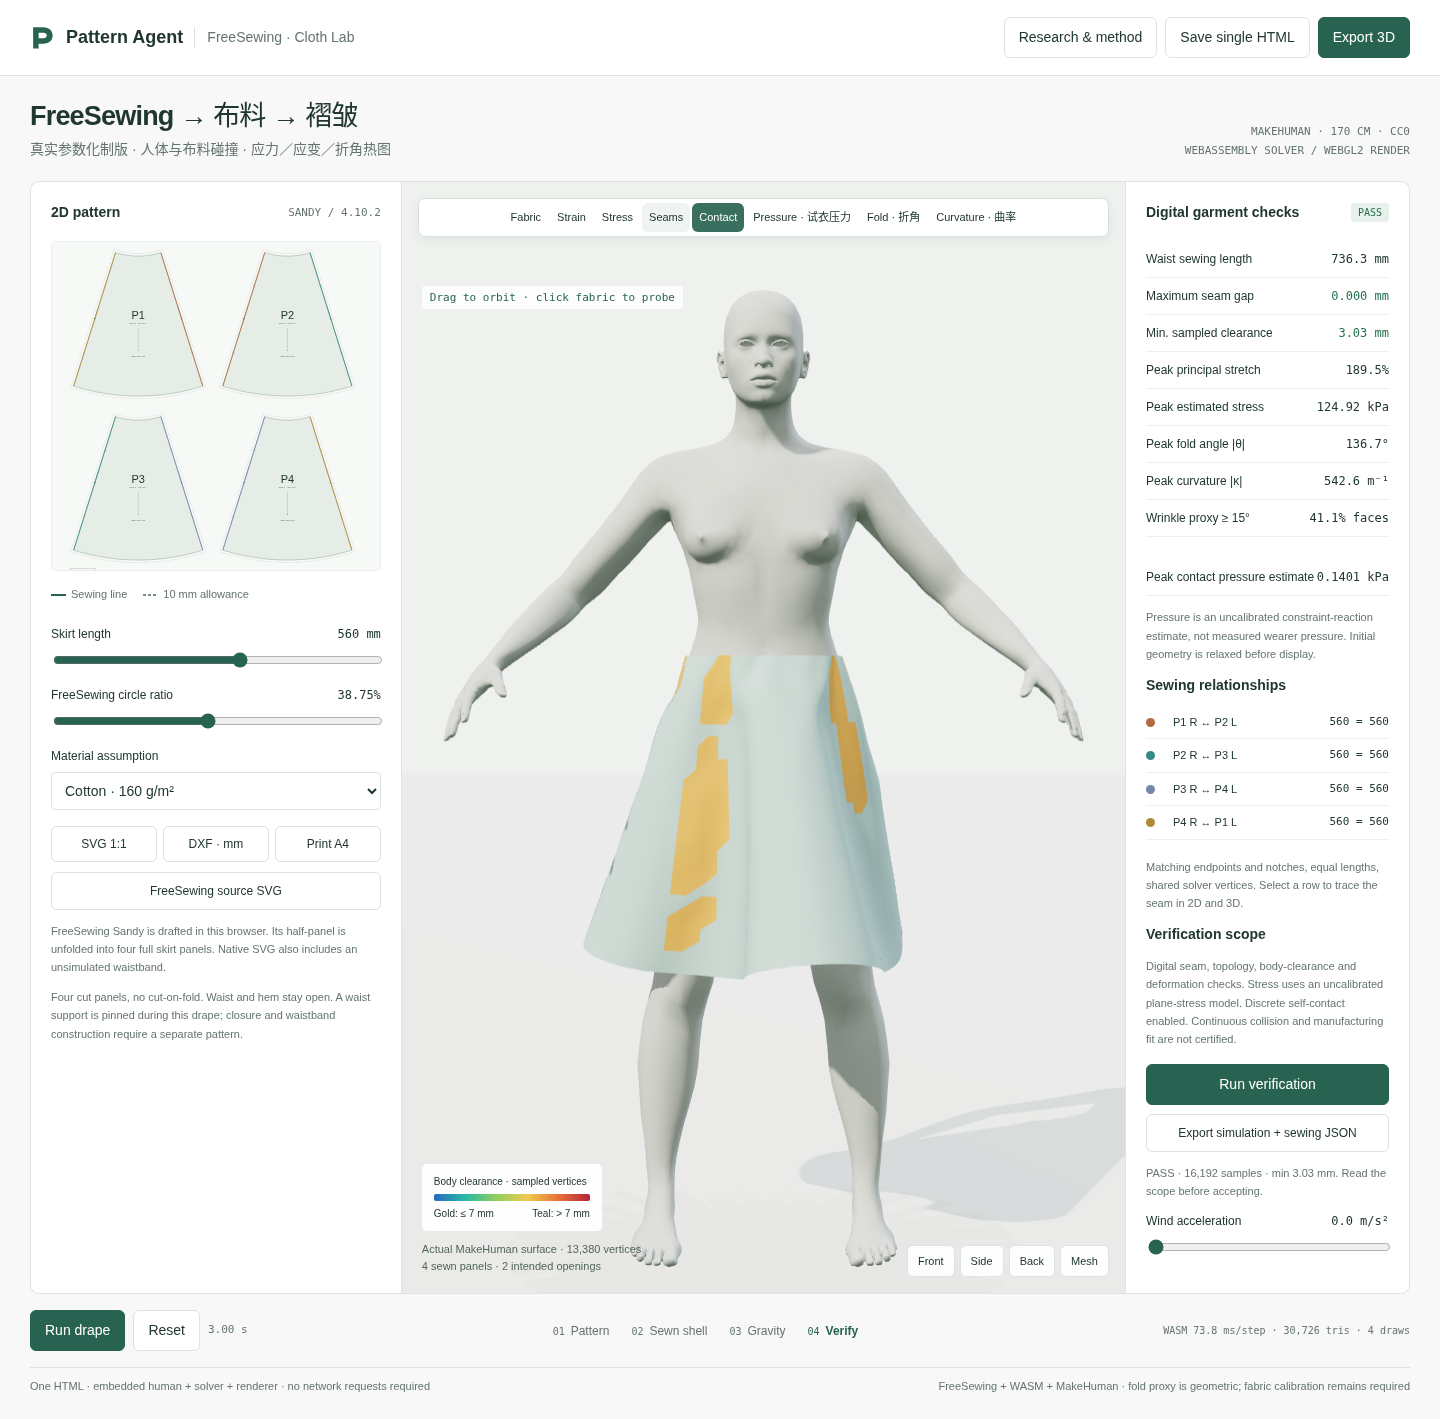 Pattern Agent
FreeSewing · Cloth Lab
Research & method
Save single HTML
Export 3D
FreeSewing → 布料 → 褶皱
真实参数化制版 · 人体与布料碰撞 · 应力／应变／折角热图
MAKEHUMAN · 170 CM · CC0
WEBASSEMBLY SOLVER / WEBGL2 RENDER
2D pattern
SANDY / 4.10.2
P1
P2
P3
P4
Sewing line
10 mm allowance
Skirt length
560 mm
FreeSewing circle ratio
38.75%
Material assumption
Cotton · 160 g/m²
SVG 1:1
DXF · mm
Print A4
FreeSewing source SVG
FreeSewing Sandy is drafted in this browser. Its half-panel is
unfolded into four full skirt panels. Native SVG also includes an
unsimulated waistband.
Four cut panels, no cut-on-fold. Waist and hem stay open. A waist
support is pinned during this drape; closure and waistband
construction require a separate pattern.
Fabric
Strain
Stress
Seams
Contact
Pressure · 试衣压力
Fold · 折角
Curvature · 曲率
Drag to orbit · click fabric to probe
Body clearance · sampled vertices
Gold: ≤ 7 mm
Teal: > 7 mm
Actual MakeHuman surface · 13,380 vertices
4 sewn panels · 2 intended openings
Front
Side
Back
Mesh
Digital garment checks
PASS
Waist sewing length
736.3 mm
Maximum seam gap
0.000 mm
Min. sampled clearance
3.03 mm
Peak principal stretch
189.5%
Peak estimated stress
124.92 kPa
Peak fold angle |θ|
136.7°
Peak curvature |κ|
542.6 m⁻¹
Wrinkle proxy ≥ 15°
41.1% faces
Peak contact pressure estimate
0.1401 kPa
Pressure is an uncalibrated constraint-reaction
estimate, not measured wearer pressure. Initial
geometry is relaxed before display.
Sewing relationships
P1 R ↔ P2 L
560 = 560
P2 R ↔ P3 L
560 = 560
P3 R ↔ P4 L
560 = 560
P4 R ↔ P1 L
560 = 560
Matching endpoints and notches, equal lengths,
shared solver vertices. Select a row to trace the
seam in 2D and 3D.
Verification scope
Digital seam, topology, body-clearance and
deformation checks. Stress uses an uncalibrated
plane-stress model. Discrete self-contact
enabled. Continuous collision and manufacturing
fit are not certified.
Run verification
Export simulation + sewing JSON
PASS · 16,192 samples · min 3.03 mm. Read the
scope before accepting.
Wind acceleration
0.0 m/s²
Run drape
Reset
3.00 s
01 Pattern
02 Sewn shell
03 Gravity
04 Verify
WASM 73.8 ms/step · 30,726 tris · 4 draws
One HTML · embedded human + solver + renderer · no network requests required
FreeSewing + WASM + MakeHuman · fold proxy is geometric; fabric calibration remains required